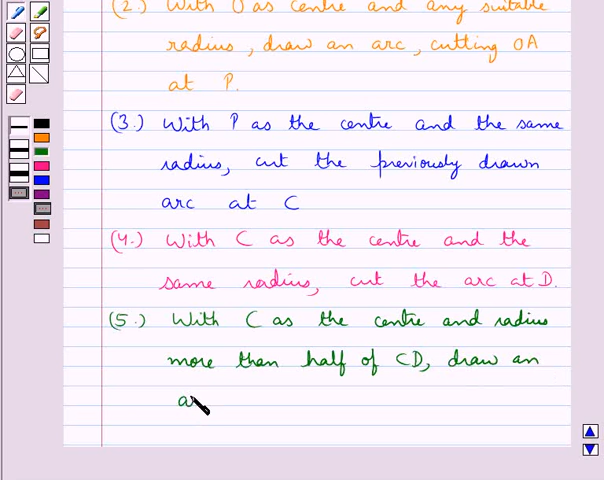 (2.) With O as centre and any suitable
radius, draw an arc, cutting OA
at P.
(3.) With P as the centre and the same
radius, cut the previously drawn
arc at C
(4.) With C as the centre and the
same radius, cut the arc at D.
(5.) With C as the centre and radius
more than half of CD, draw an
a